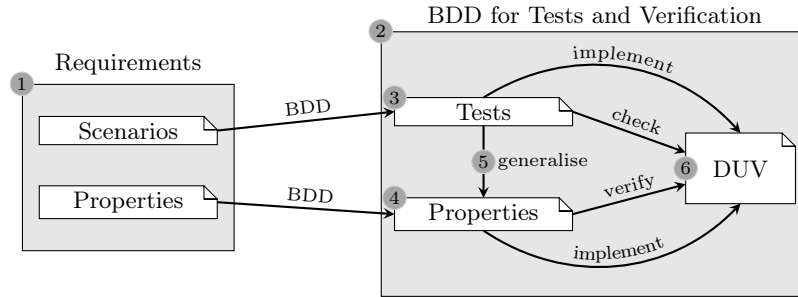 BDD for Tests and Verification
2
Requirements
implement
1
BDD
3
Tests
Scenarios
check
5 generalise
6
DUV
Properties
BDD
4
Properties
verify
implement